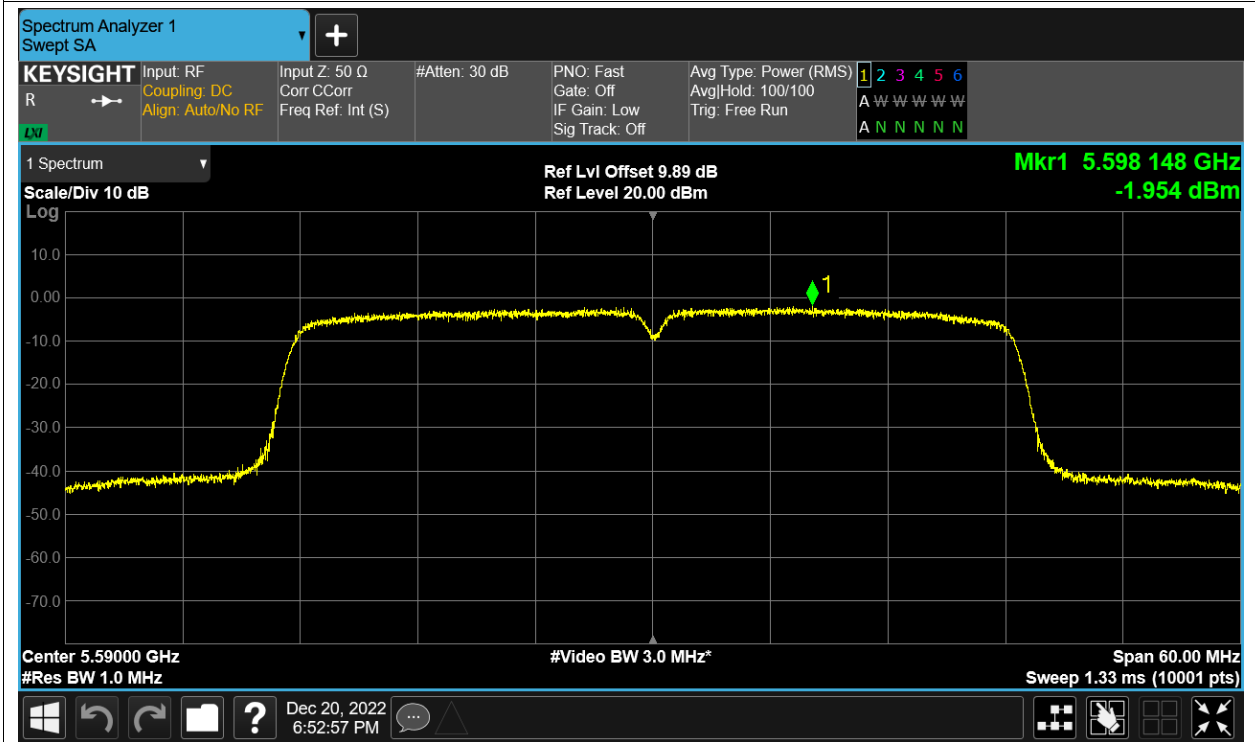 Spectrum Analyzer 1
Swept SA
KEYSIGHT
R
LXI
Input: RF
Coupling: DC
Align: Auto/No RF
Input Z: 50 Ω
Corr CCorr
Freq Ref: Int (S)
#Atten: 30 dB
PNO: Fast
Gate: Off
IF Gain: Low
Sig Track: Off
Avg Type: Power (RMS)
Avg|Hold: 100/100
Trig: Free Run
1 2 3 4 5 6
A W W W W W
A N N N N N
1 Spectrum
Scale/Div 10 dB
Log
Ref Lvl Offset 9.89 dB
Ref Level 20.00 dBm
Mkr1 5.598 148 GHz
-1.954 dBm
10.0
0.00
-10.0
-20.0
-30.0
-40.0
-50.0
-60.0
-70.0
1
Center 5.59000 GHz
#Res BW 1.0 MHz
#Video BW 3.0 MHz*
Span 60.00 MHz
Sweep 1.33 ms (10001 pts)
?
Dec 20, 2022
6:52:57 PM